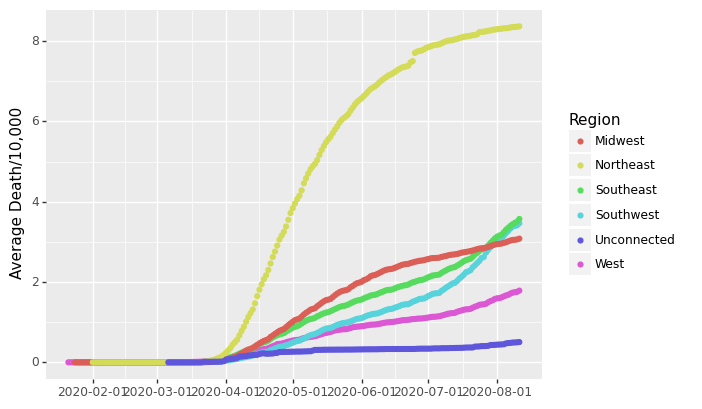 8
6
4
2
0
Average Death/10,000
2020-02-01 2020-03-01 2020-04-01 2020-05-01 2020-06-01 2020-07-01 2020-08-01
Region
Midwest
Northeast
Southeast
Southwest
Unconnected
West